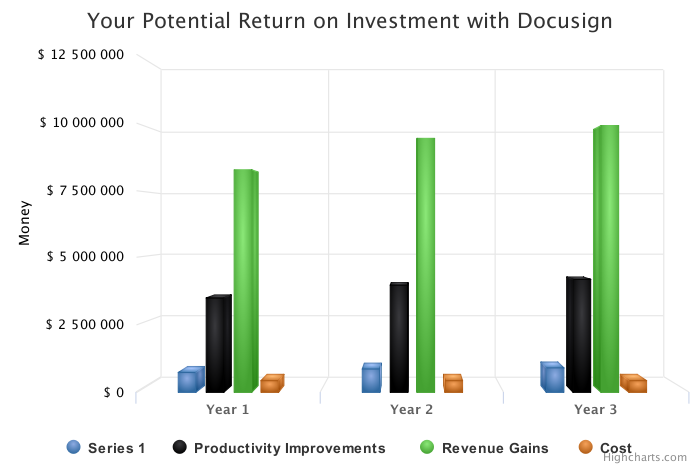 Your Potential Return on Investment with Docusign
$ 12 500 000
$ 10 000 000
$ 7 500 000
$ 5 000 000
$ 2 500 000
$ 0
Money
Year 1 Year 2 Year 3
Series 1 Productivity Improvements Revenue Gains Cost
Highcharts.com